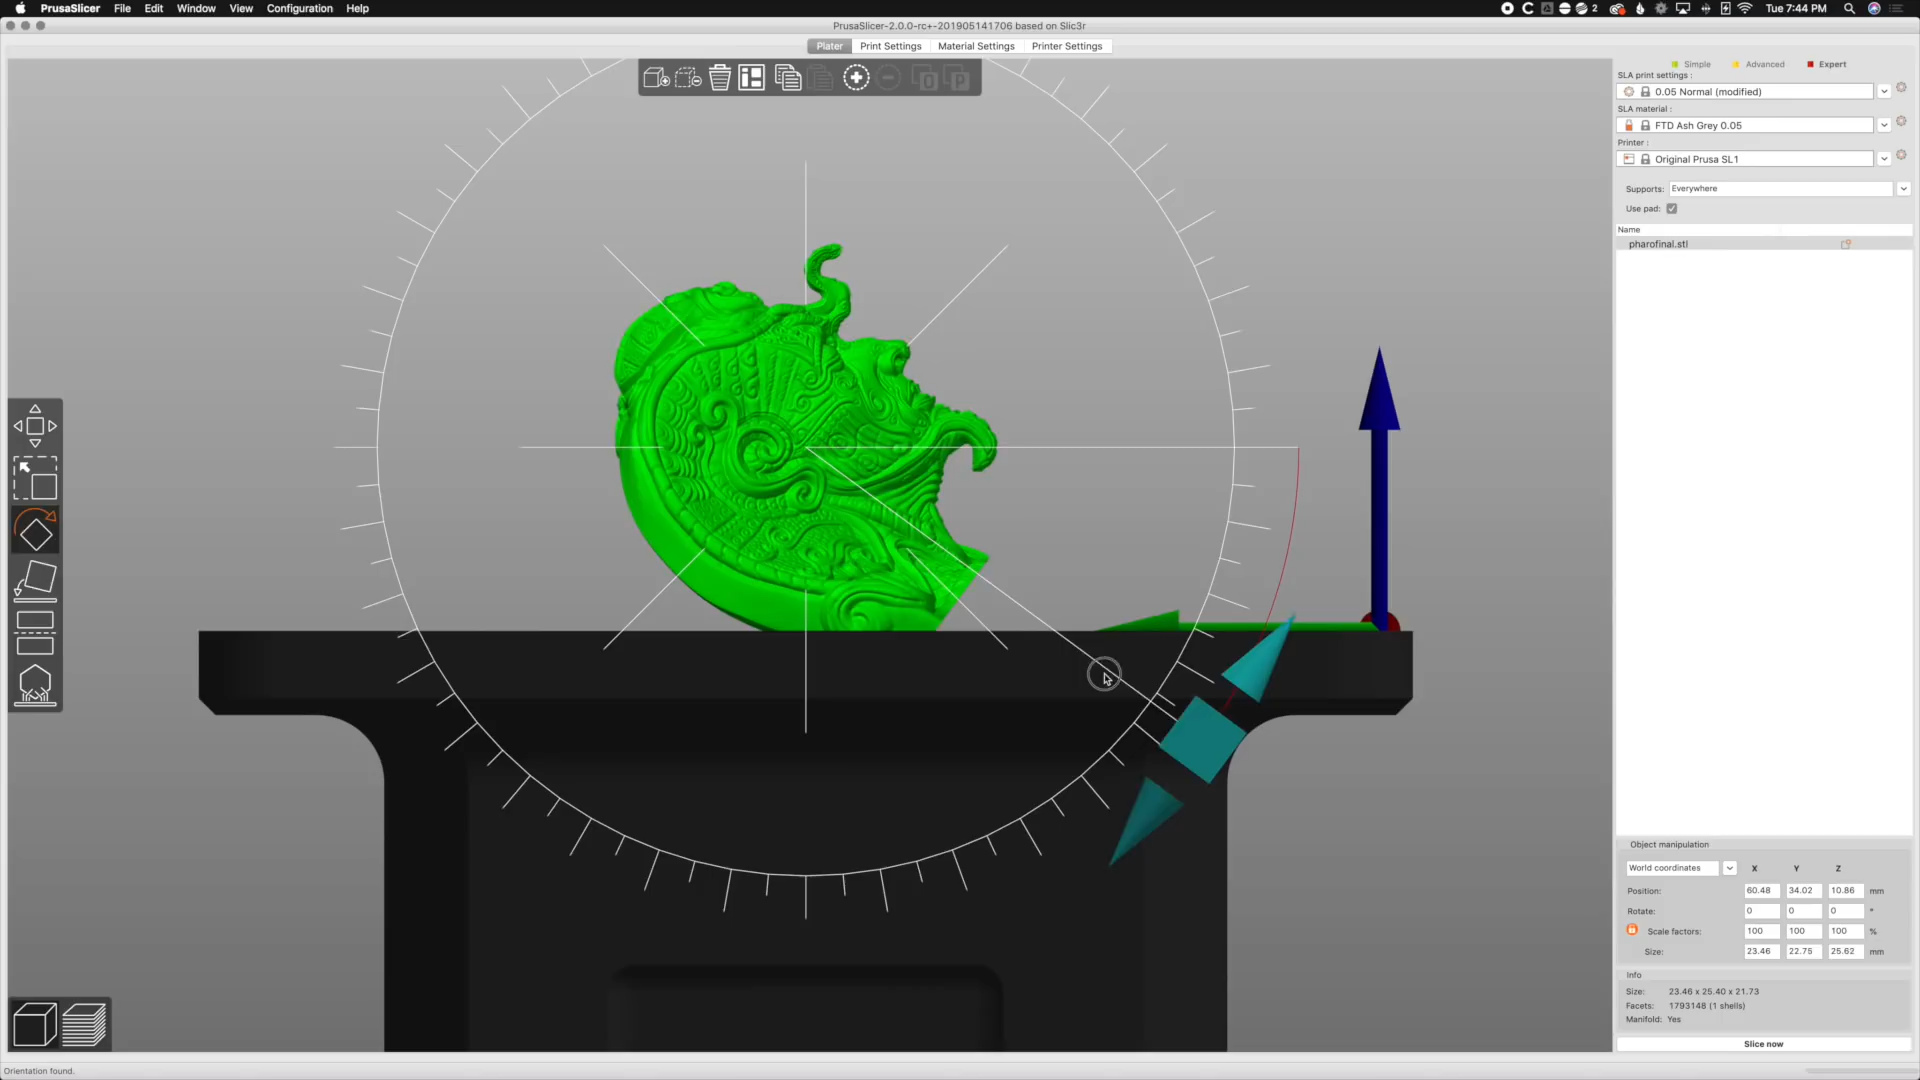 PrusaSlicer File Edit Window View Configuration Help
2 Tue 7:44 PM
PrusaSlicer-2.0.0-rc+-201905141706 based on Slic3r
Plater Print Settings Material Settings Printer Settings
Simple Advanced Expert
SLA print settings :
0.05 Normal (modified)
SLA material :
FTD Ash Grey 0.05
Printer :
Original Prusa SL1
Supports: Everywhere
Use pad:
Name
pharofinal.stl
Object manipulation
World coordinates X Y Z
Position: 60.48 34.02 10.86 mm
Rotate: 0 0 0 °
Scale factors: 100 100 100 %
Size: 23.46 22.75 25.62 mm
Info
Size: 23.46 x 25.40 x 21.73
Facets: 1793148 (1 shells)
Manifold: Yes
Slice now
Orientation found.